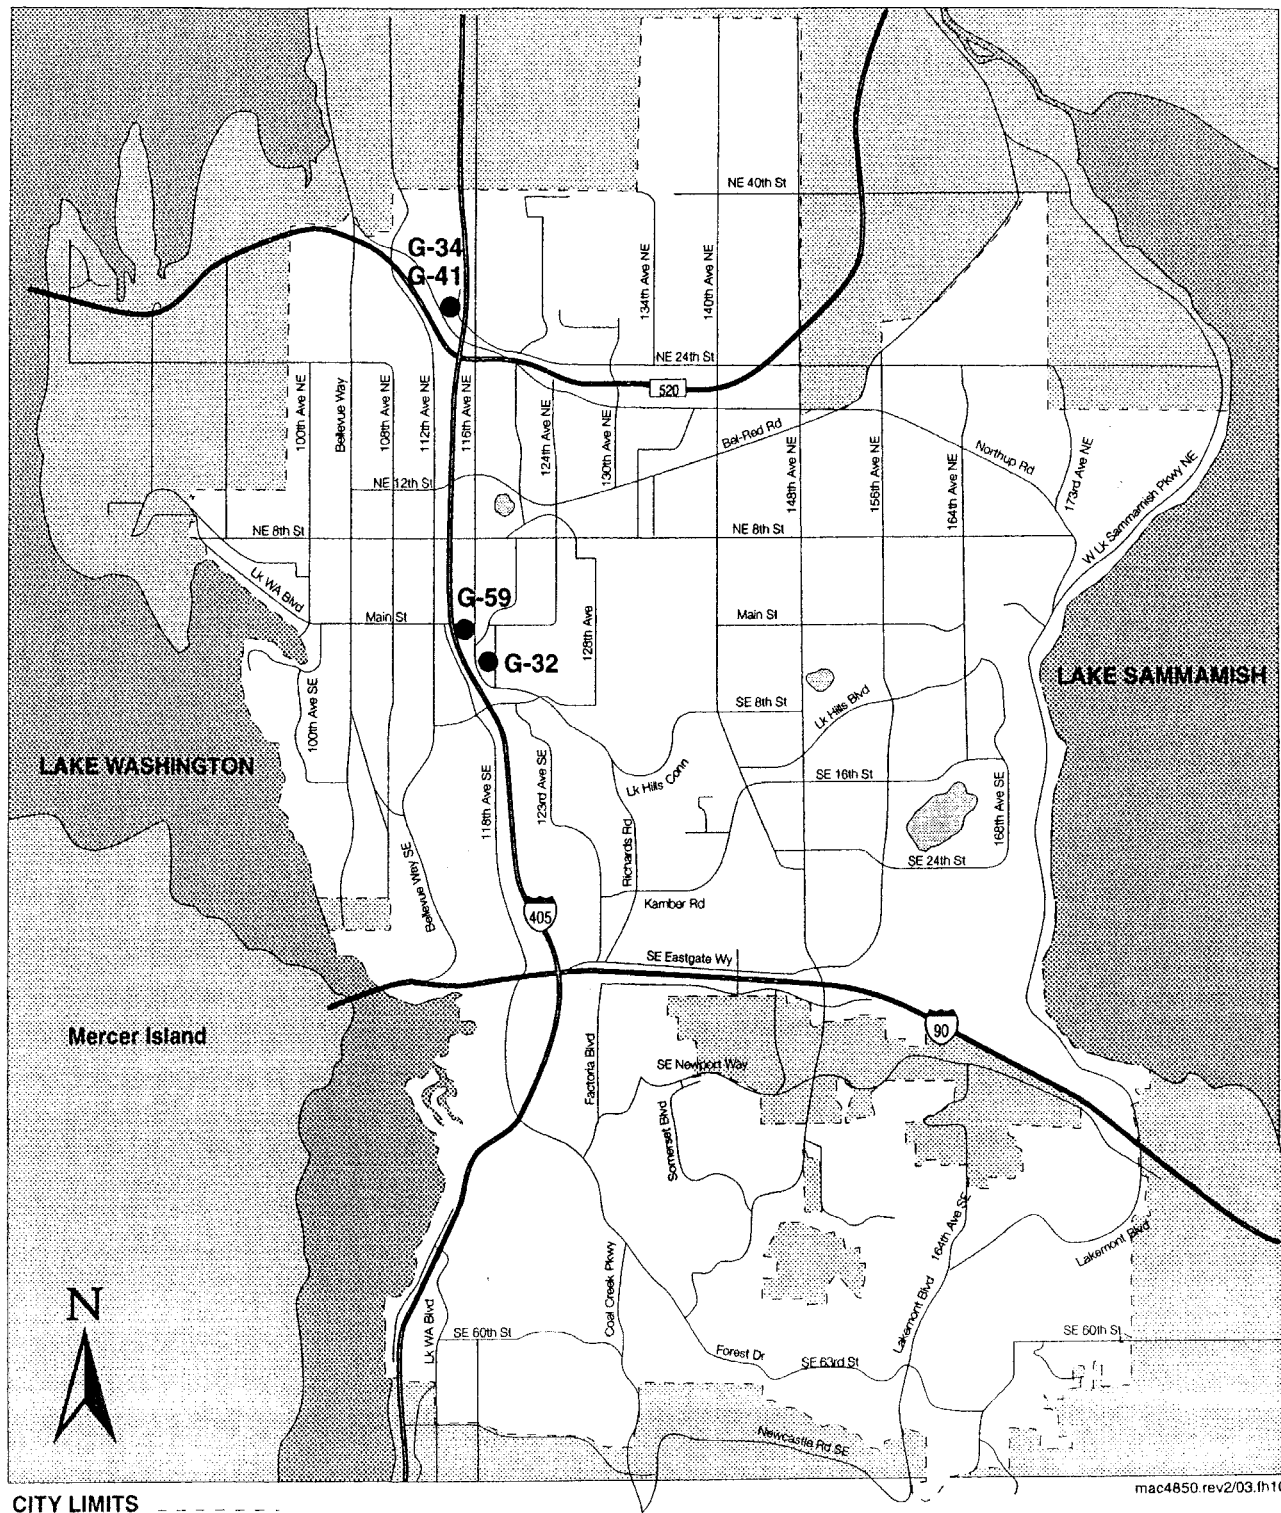 NE 40th St
G-34
G-41
134th Ave NE
140th Ave NE
NE 24th St
520
100th Ave NE
Bellevue Way
108th Ave NE
112th Ave NE
116th Ave NE
124th Ave NE
130th Ave NE
Bel-Red Rd
148th Ave NE
156th Ave NE
164th Ave NE
Northup Rd
173rd Ave NE
W Lk Sammamish Pkwy NE
NE 12th St
NE 8th St
NE 8th St
Lk WA Blvd
G-59
Main St
Main St
128th Ave
G-32
LAKE SAMMAMISH
100th Ave SE
SE 8th St
Lk Hills Blvd
LAKE WASHINGTON
118th Ave SE
123rd Ave SE
Lk Hills Conn
SE 16th St
168th Ave SE
Richards Rd
Bellevue Way SE
SE 24th St
Kamber Rd
405
SE Eastgate Wy
90
Mercer Island
SE Newport Way
Factoria Blvd
Somerset Blvd
164th Ave SE
Lakemont Blvd
Coal Creek Pkwy
Lakemont Blvd
N
Lk WA Blvd
SE 60th St
SE 60th St
Forest Dr
SE 63rd St
Newcastle Rd SE
mac4850.rev2/03.fh10
CITY LIMITS